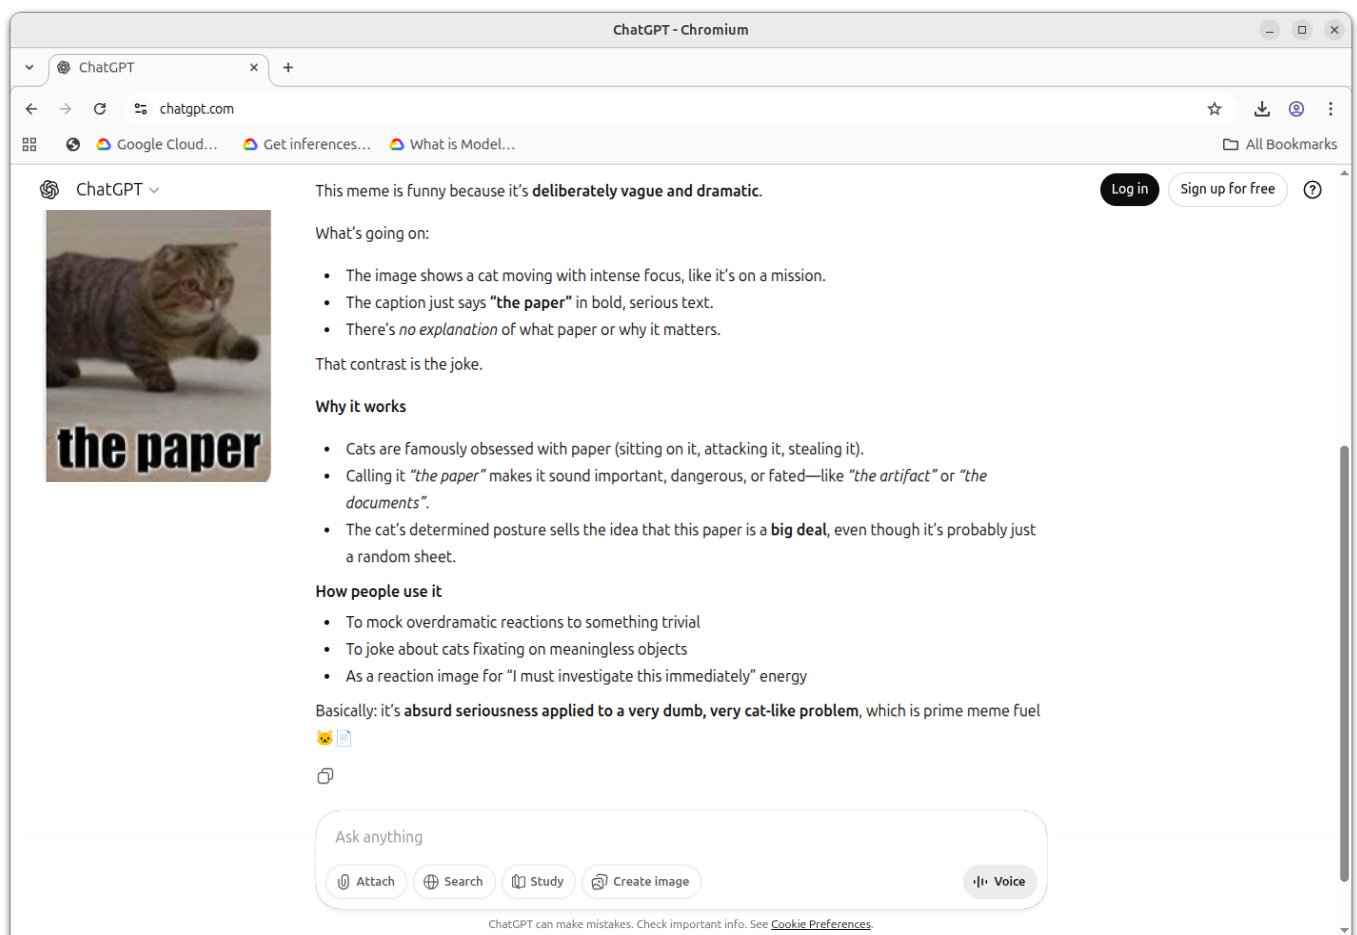 ChatGPT - Chromium
ChatGPT
chatgpt.com
Google Cloud...
Get inferences...
What is Model...
All Bookmarks
ChatGPT
Log in
Sign up for free
the paper
This meme is funny because it’s deliberately vague and dramatic.
What’s going on:
• The image shows a cat moving with intense focus, like it’s on a mission.
• The caption just says “the paper” in bold, serious text.
• There’s no explanation of what paper or why it matters.
That contrast is the joke.
Why it works
• Cats are famously obsessed with paper (sitting on it, attacking it, stealing it).
• Calling it “the paper” makes it sound important, dangerous, or fated—like “the artifact” or “the
documents”.
• The cat’s determined posture sells the idea that this paper is a big deal, even though it’s probably just
a random sheet.
How people use it
• To mock overdramatic reactions to something trivial
• To joke about cats fixating on meaningless objects
• As a reaction image for “I must investigate this immediately” energy
Basically: it’s absurd seriousness applied to a very dumb, very cat-like problem, which is prime meme fuel
🐱📄
Ask anything
Attach
Search
Study
Create image
Voice
ChatGPT can make mistakes. Check important info. See Cookie Preferences.